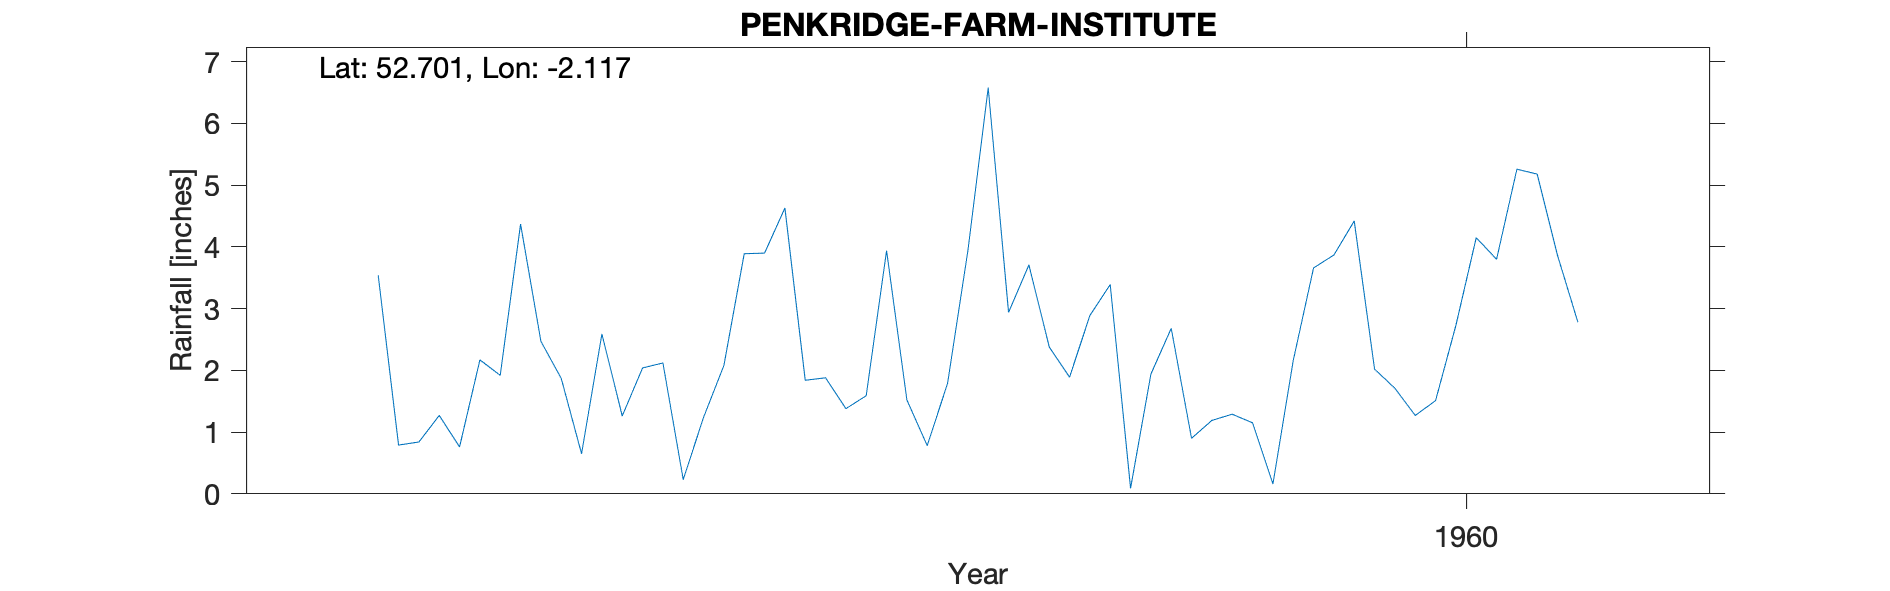 PENKRIDGE-FARM-INSTITUTE
Lat: 52.701, Lon: -2.117
7
6
5
4
3
2
1
0
Rainfall [inches]
1960
Year